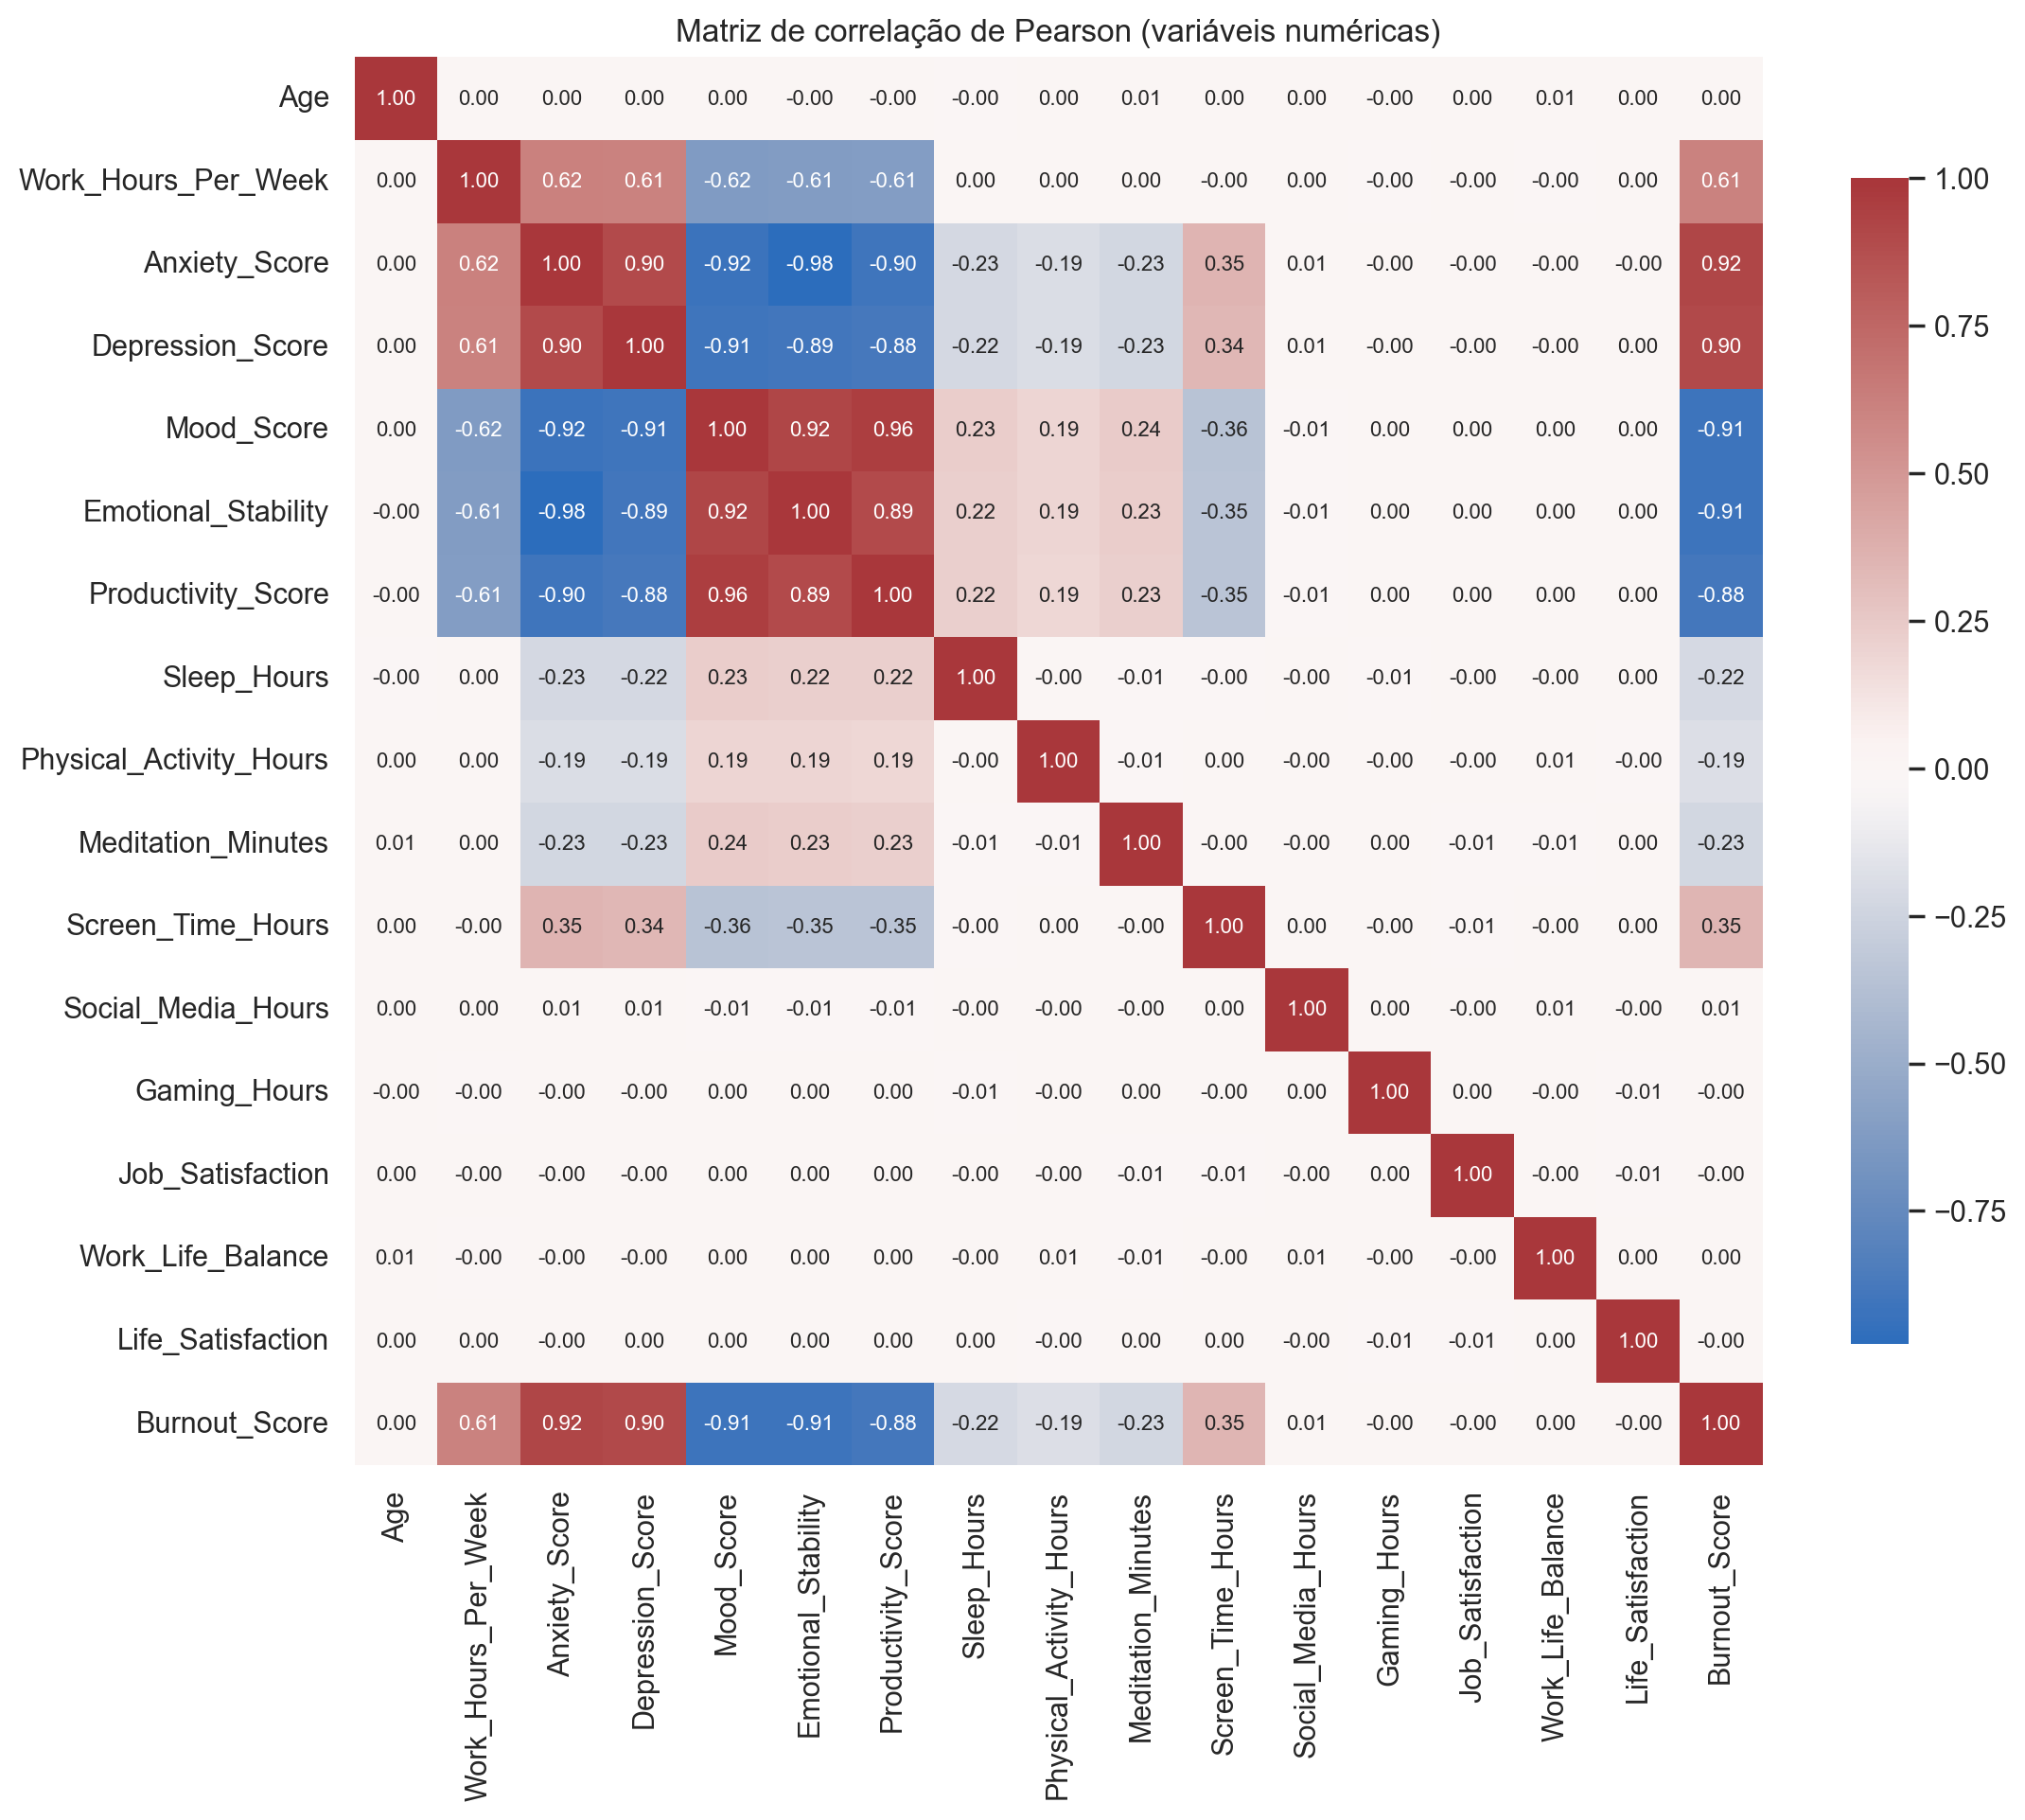 Matriz de correlação de Pearson (variáveis numéricas)
Age 1.00 0.00 0.00 0.00 0.00 -0.00 -0.00 -0.00 0.00 0.01 0.00 0.00 -0.00 0.00 0.01 0.00 0.00
Work_Hours_Per_Week 0.00 1.00 0.62 0.61 -0.62 -0.61 -0.61 0.00 0.00 0.00 -0.00 0.00 -0.00 -0.00 -0.00 0.00 0.61
Anxiety_Score 0.00 0.62 1.00 0.90 -0.92 -0.98 -0.90 -0.23 -0.19 -0.23 0.35 0.01 -0.00 -0.00 -0.00 -0.00 0.92
Depression_Score 0.00 0.61 0.90 1.00 -0.91 -0.89 -0.88 -0.22 -0.19 -0.23 0.34 0.01 -0.00 -0.00 -0.00 0.00 0.90
Mood_Score 0.00 -0.62 -0.92 -0.91 1.00 0.92 0.96 0.23 0.19 0.24 -0.36 -0.01 0.00 0.00 0.00 0.00 -0.91
Emotional_Stability -0.00 -0.61 -0.98 -0.89 0.92 1.00 0.89 0.22 0.19 0.23 -0.35 -0.01 0.00 0.00 0.00 0.00 -0.91
Productivity_Score -0.00 -0.61 -0.90 -0.88 0.96 0.89 1.00 0.22 0.19 0.23 -0.35 -0.01 0.00 0.00 0.00 0.00 -0.88
Sleep_Hours -0.00 0.00 -0.23 -0.22 0.23 0.22 0.22 1.00 -0.00 -0.01 -0.00 -0.00 -0.01 -0.00 -0.00 0.00 -0.22
Physical_Activity_Hours 0.00 0.00 -0.19 -0.19 0.19 0.19 0.19 -0.00 1.00 -0.01 0.00 -0.00 -0.00 -0.00 0.01 -0.00 -0.19
Meditation_Minutes 0.01 0.00 -0.23 -0.23 0.24 0.23 0.23 -0.01 -0.01 1.00 -0.00 -0.00 0.00 -0.01 -0.01 0.00 -0.23
Screen_Time_Hours 0.00 -0.00 0.35 0.34 -0.36 -0.35 -0.35 -0.00 0.00 -0.00 1.00 0.00 -0.00 -0.01 -0.00 0.00 0.35
Social_Media_Hours 0.00 0.00 0.01 0.01 -0.01 -0.01 -0.01 -0.00 -0.00 -0.00 0.00 1.00 0.00 -0.00 0.01 -0.00 0.01
Gaming_Hours -0.00 -0.00 -0.00 -0.00 0.00 0.00 0.00 -0.01 -0.00 0.00 -0.00 0.00 1.00 0.00 -0.00 -0.01 -0.00
Job_Satisfaction 0.00 -0.00 -0.00 -0.00 0.00 0.00 0.00 -0.00 -0.00 -0.01 -0.01 -0.00 0.00 1.00 -0.00 -0.01 -0.00
Work_Life_Balance 0.01 -0.00 -0.00 -0.00 0.00 0.00 0.00 -0.00 0.01 -0.01 -0.00 0.01 -0.00 -0.00 1.00 0.00 0.00
Life_Satisfaction 0.00 0.00 -0.00 0.00 0.00 0.00 0.00 0.00 -0.00 0.00 0.00 -0.00 -0.01 -0.01 0.00 1.00 -0.00
Burnout_Score 0.00 0.61 0.92 0.90 -0.91 -0.91 -0.88 -0.22 -0.19 -0.23 0.35 0.01 -0.00 -0.00 0.00 -0.00 1.00
Age
Work_Hours_Per_Week
Anxiety_Score
Depression_Score
Mood_Score
Emotional_Stability
Productivity_Score
Sleep_Hours
Physical_Activity_Hours
Meditation_Minutes
Screen_Time_Hours
Social_Media_Hours
Gaming_Hours
Job_Satisfaction
Work_Life_Balance
Life_Satisfaction
Burnout_Score
1.00
0.75
0.50
0.25
0.00
−0.25
−0.50
−0.75